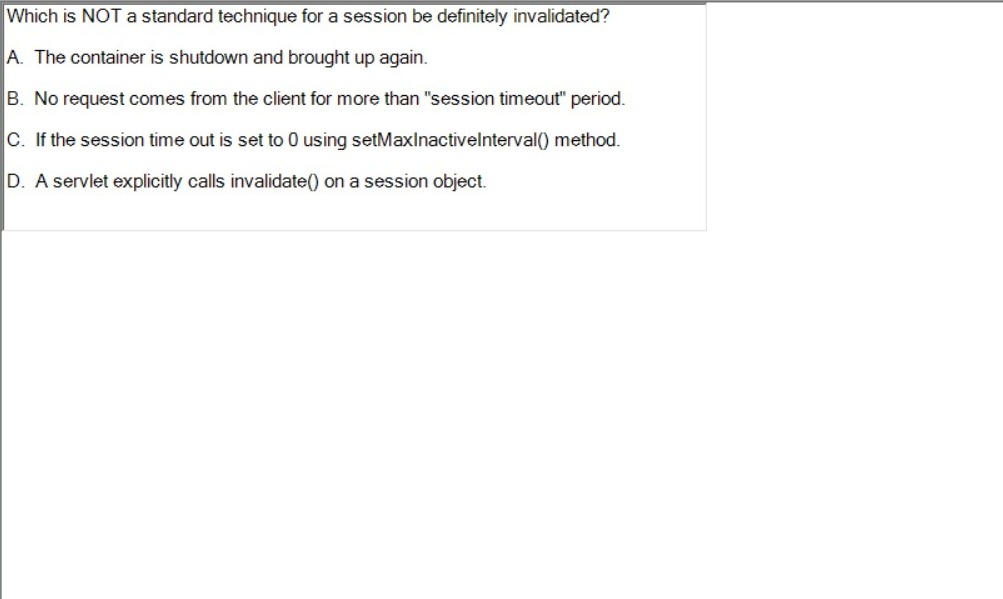 Which is NOT a standard technique for a session be definitely invalidated?
A. The container is shutdown and brought up again.
B. No request comes from the client for more than "session timeout" period.
C. If the session time out is set to 0 using setMaxInactiveInterval() method.
D. A servlet explicitly calls invalidate() on a session object.